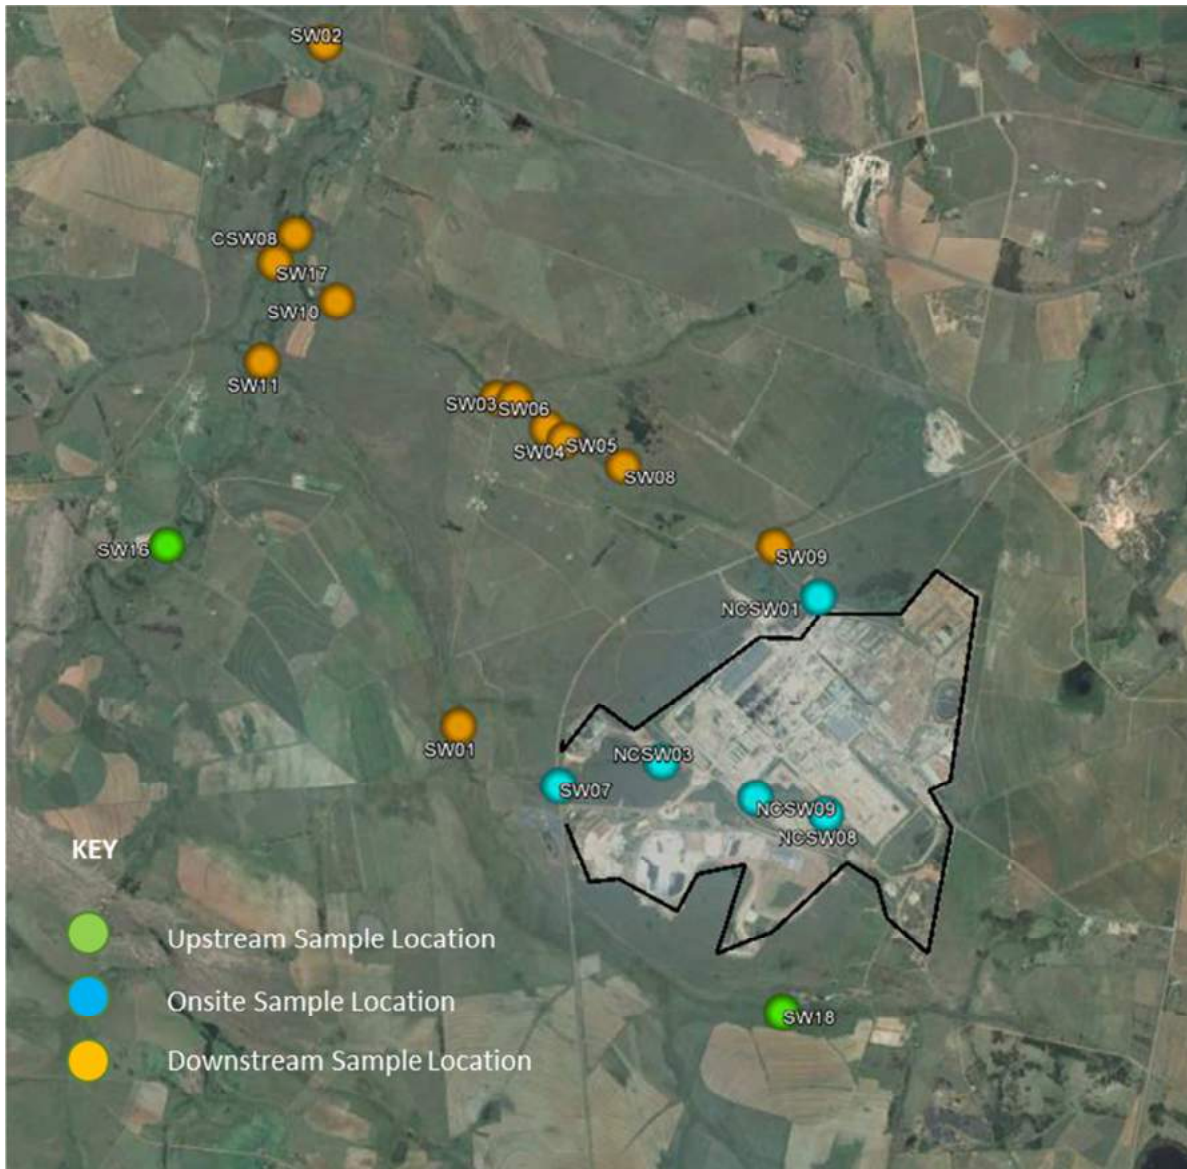 SW02
CSW08
SW17
SW10
SW11
SW03
SW06
SW04
SW05
SW08
SW16
SW09
NCSW01
SW01
NCSW03
SW07
NCSW09
NCSW08
KEY
Upstream Sample Location
Onsite Sample Location
Downstream Sample Location
SW18